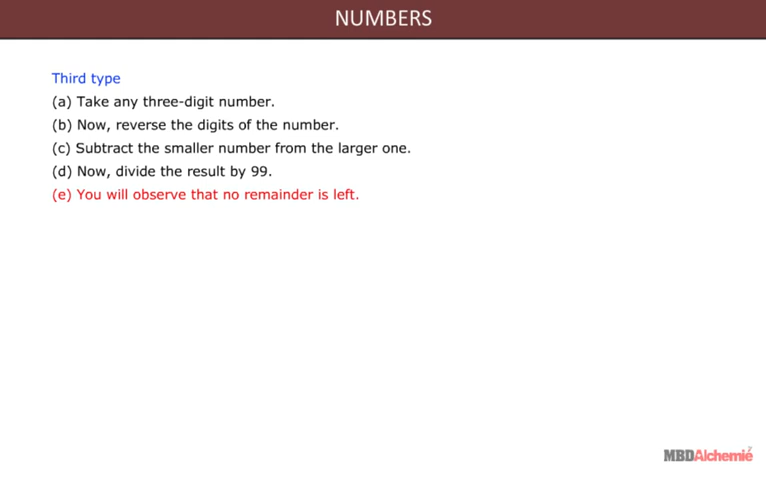 NUMBERS
Third type
(a) Take any three-digit number.
(b) Now, reverse the digits of the number.
(c) Subtract the smaller number from the larger one.
(d) Now, divide the result by 99.
(e) You will observe that no remainder is left.
MBDAlchemié